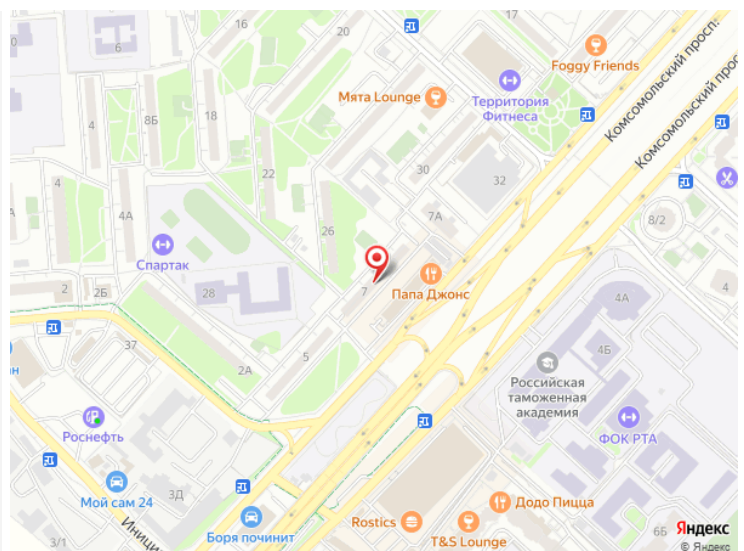 17
20
6
Foggy Friends
Комсомольский просп.
Мята Lounge
Территория
Фитнеса
Комсомольский прос
4
8Б
18
30
22
32
4
7А
8/2
4А
26
Спартак
7
2
2Б
28
Папа Джонс
4А
4
37
5
4Б
2А
Российская
таможенная
академия
Роснефть
ФОК РТА
Мой сам 24
3Д
Додо Пицца
Rostics
Боря починит
T&S Lounge
6Б
3/1
Иници
Яндекс
© Яндекс